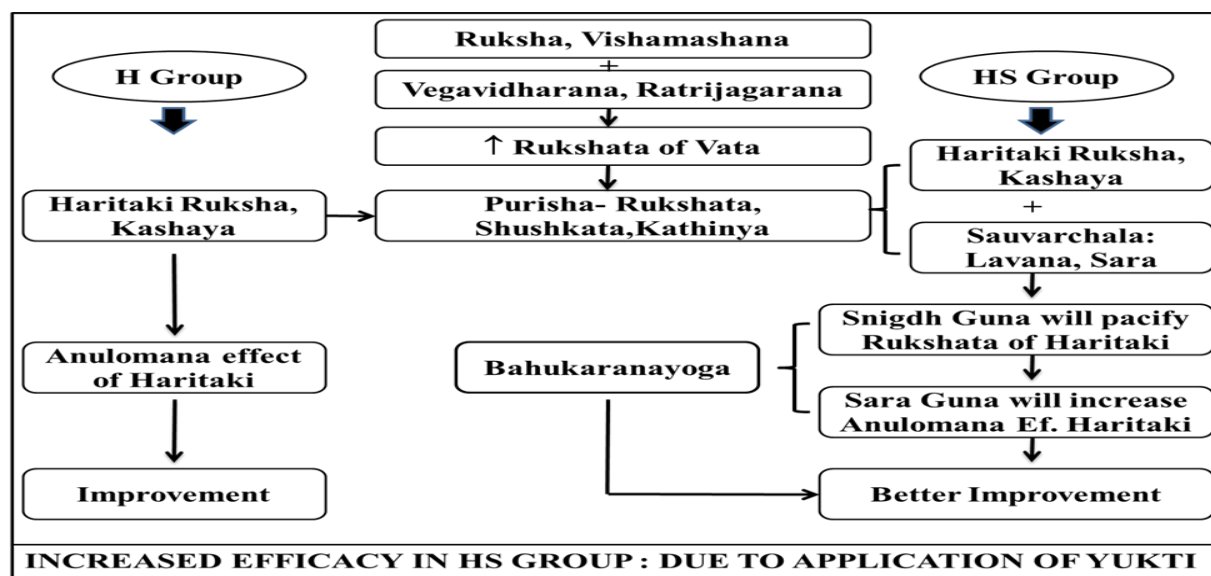 H Group
Haritaki Ruksha,
Kashaya
Anulomana effect
of Haritaki
Improvement
Ruksha, Vishamashana
+
Vegavidharana, Ratrijagarana
↑ Rukshata of Vata
Purisha- Rukshata,
Shushkata,Kathinya
Bahukaranayoga
HS Group
Haritaki Ruksha,
Kashaya
+
Sauvarchala:
Lavana, Sara
Snigdh Guna will pacify
Rukshata of Haritaki
Sara Guna will increase
Anulomana Ef. Haritaki
Better Improvement
INCREASED EFFICACY IN HS GROUP : DUE TO APPLICATION OF YUKTI